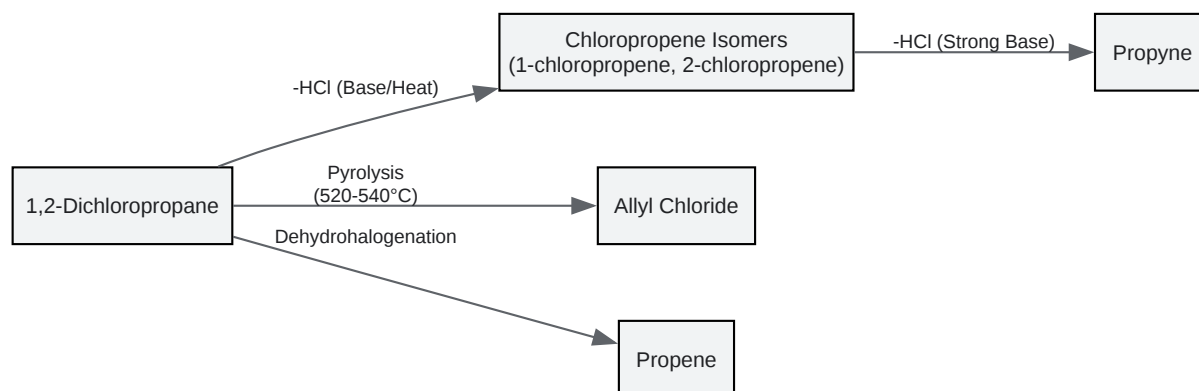 Chloropropene Isomers
(1-chloropropene, 2-chloropropene)
-HCl (Strong Base)
Propyne
-HCl (Base/Heat)
1,2-Dichloropropane
Pyrolysis
(520-540°C)
Allyl Chloride
Dehydrohalogenation
Propene